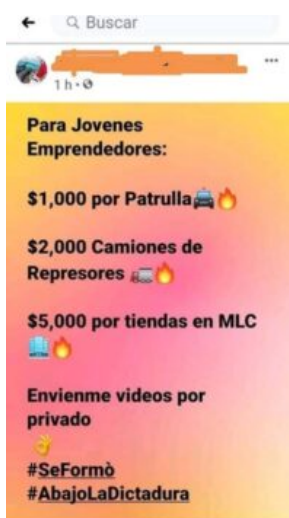 Buscar
1 h
Para Jovenes
Emprendedores:
$1,000 por Patrulla🚔🔥
$2,000 Camiones de
Represores 🚛🔥
$5,000 por tiendas en MLC
🏢🔥
Envienme videos por
privado
👌
#SeFormò
#AbajoLaDictadura